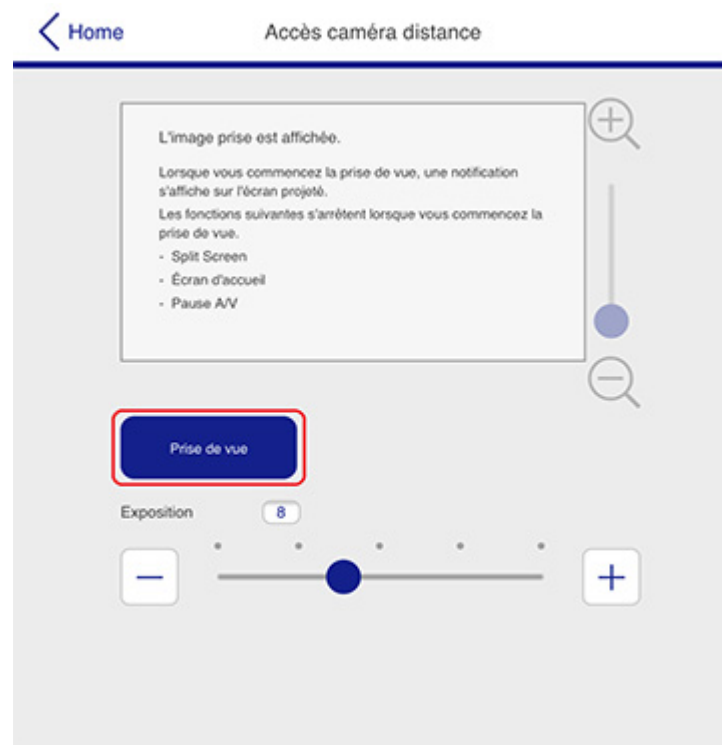 Home
Accès caméra distance
L'image prise est affichée.
Lorsque vous commencez la prise de vue, une notification
s'affiche sur l'écran projeté.
Les fonctions suivantes s'arrêtent lorsque vous commencez la
prise de vue.
- Split Screen
- Écran d'accueil
- Pause A/V
Prise de vue
Exposition
8